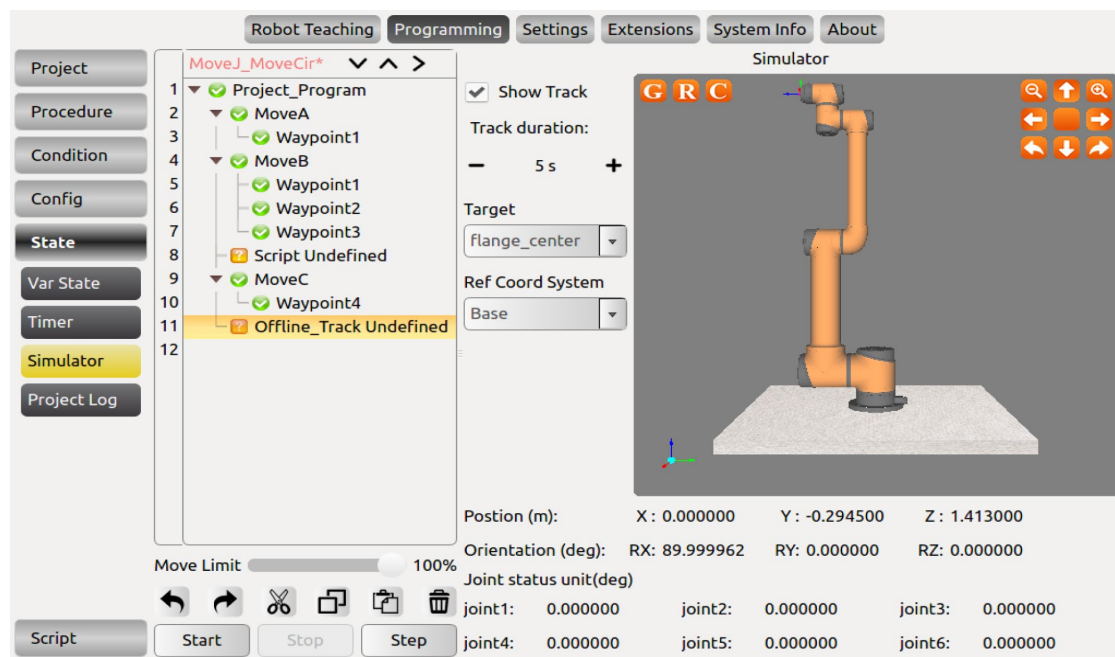 Robot Teaching Programming Settings Extensions System Info About
Project
Procedure
Condition
Config
State
Var State
Timer
Simulator
Project Log
Script
MoveJ_MoveCir*
1 Project_Program
2 MoveA
3 Waypoint1
4 MoveB
5 Waypoint1
6 Waypoint2
7 Waypoint3
8 Script Undefined
9 MoveC
10 Waypoint4
11 Offline_Track Undefined
12
Move Limit 100%
Start Stop Step
Show Track
Track duration:
− 5 s +
Target
flange_center
Ref Coord System
Base
Simulator
G R C
Postion (m): X : 0.000000 Y : -0.294500 Z : 1.413000
Orientation (deg): RX: 89.999962 RY: 0.000000 RZ: 0.000000
Joint status unit(deg)
joint1: 0.000000 joint2: 0.000000 joint3: 0.000000
joint4: 0.000000 joint5: 0.000000 joint6: 0.000000